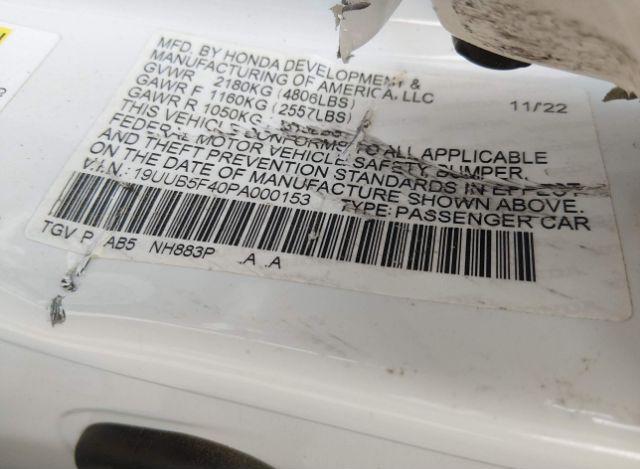 MFD. BY HONDA DEVELOPMENT &
MANUFACTURING OF AMERICA, LLC
GVWR 2180KG (4806LBS) 11/'22
GAWR F 1160KG (2557LBS)
GAWR R 1050KG
THIS VEHICLE CONFORMS TO ALL APPLICABLE
FEDERAL MOTOR VEHICLE SAFETY, BUMPER,
AND THEFT PREVENTION STANDARDS IN EFFECT
ON THE DATE OF MANUFACTURE SHOWN ABOVE.
V.I.N.: 19UUB5F40PA000153 TYPE: PASSENGER CAR
TGV P AB5 NH883P .A .A